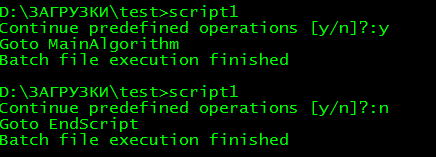 D:\ЗАГРУЗКИ\test>script1
Continue predefined operations [y/n]?:y
Goto MainAlgorithm
Batch file execution finished
D:\ЗАГРУЗКИ\test>script1
Continue predefined operations [y/n]?:n
Goto EndScript
Batch file execution finished